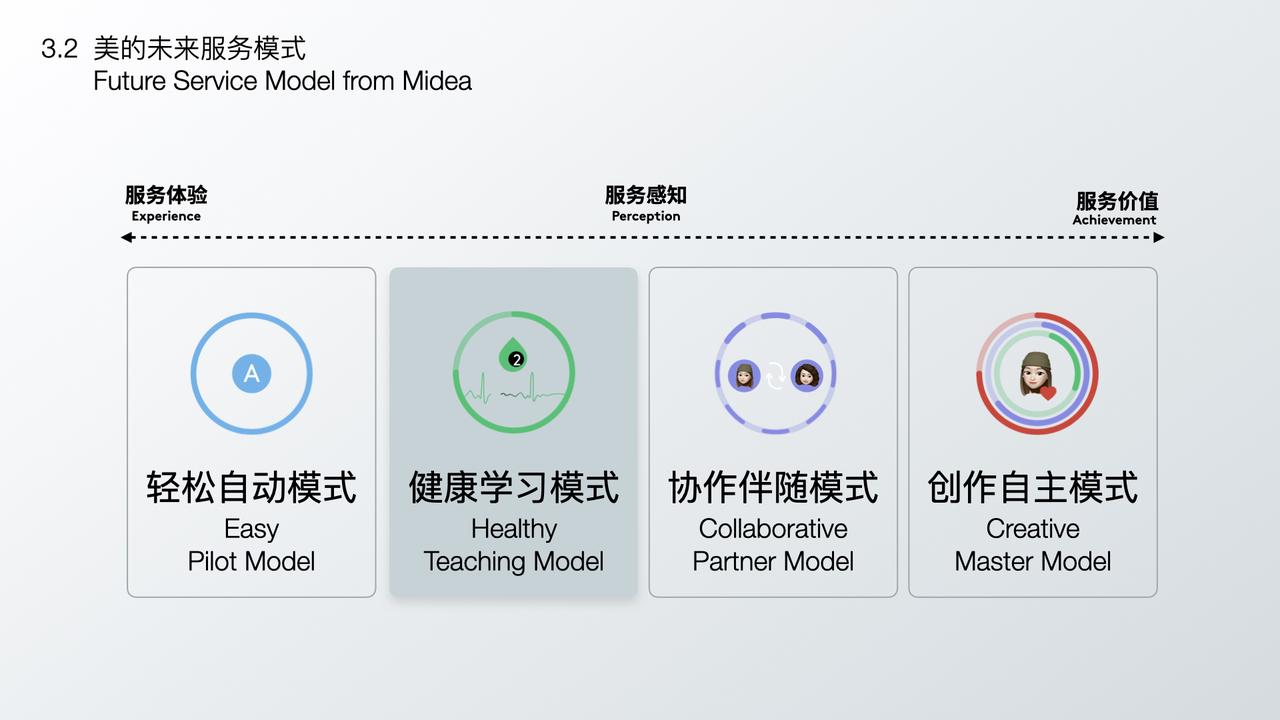 3.2 美的未来服务模式
Future Service Model from Midea
服务体验
Experience
服务感知
Perception
服务价值
Achievement
A
轻松自动模式
Easy
Pilot Model
2
健康学习模式
Healthy
Teaching Model
协作伴随模式
Collaborative
Partner Model
创作自主模式
Creative
Master Model